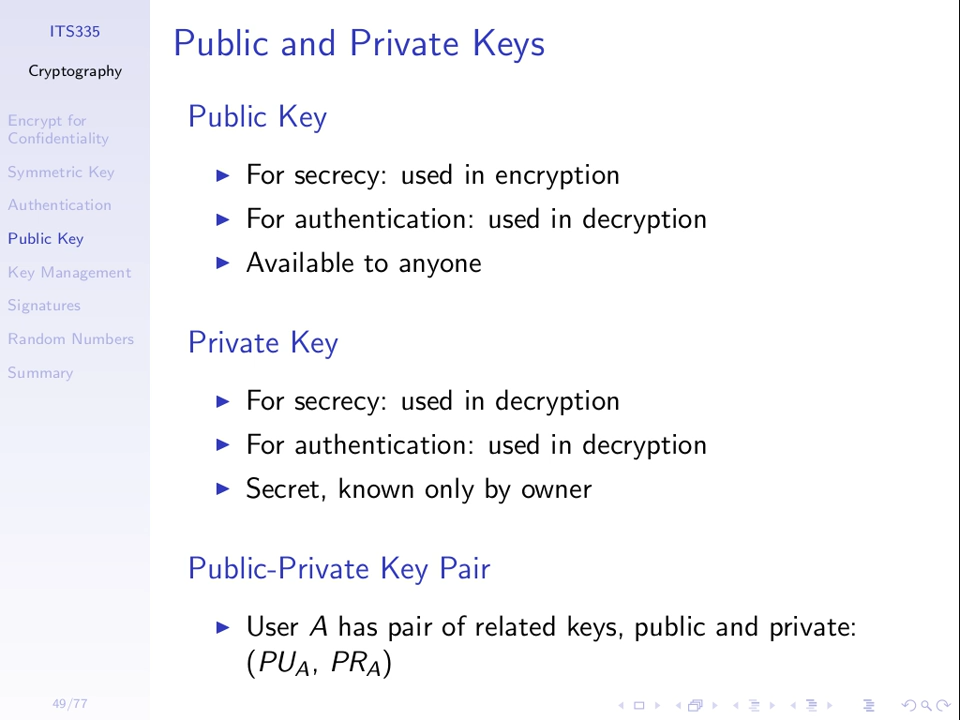 ITS335
Cryptography
Encrypt for
Confidentiality
Symmetric Key
Authentication
Public Key
Key Management
Signatures
Random Numbers
Summary
Public and Private Keys
Public Key
For secrecy: used in encryption
For authentication: used in decryption
Available to anyone
Private Key
For secrecy: used in decryption
For authentication: used in decryption
Secret, known only by owner
Public-Private Key Pair
User A has pair of related keys, public and private:
(PU_A, PR_A)
49/77